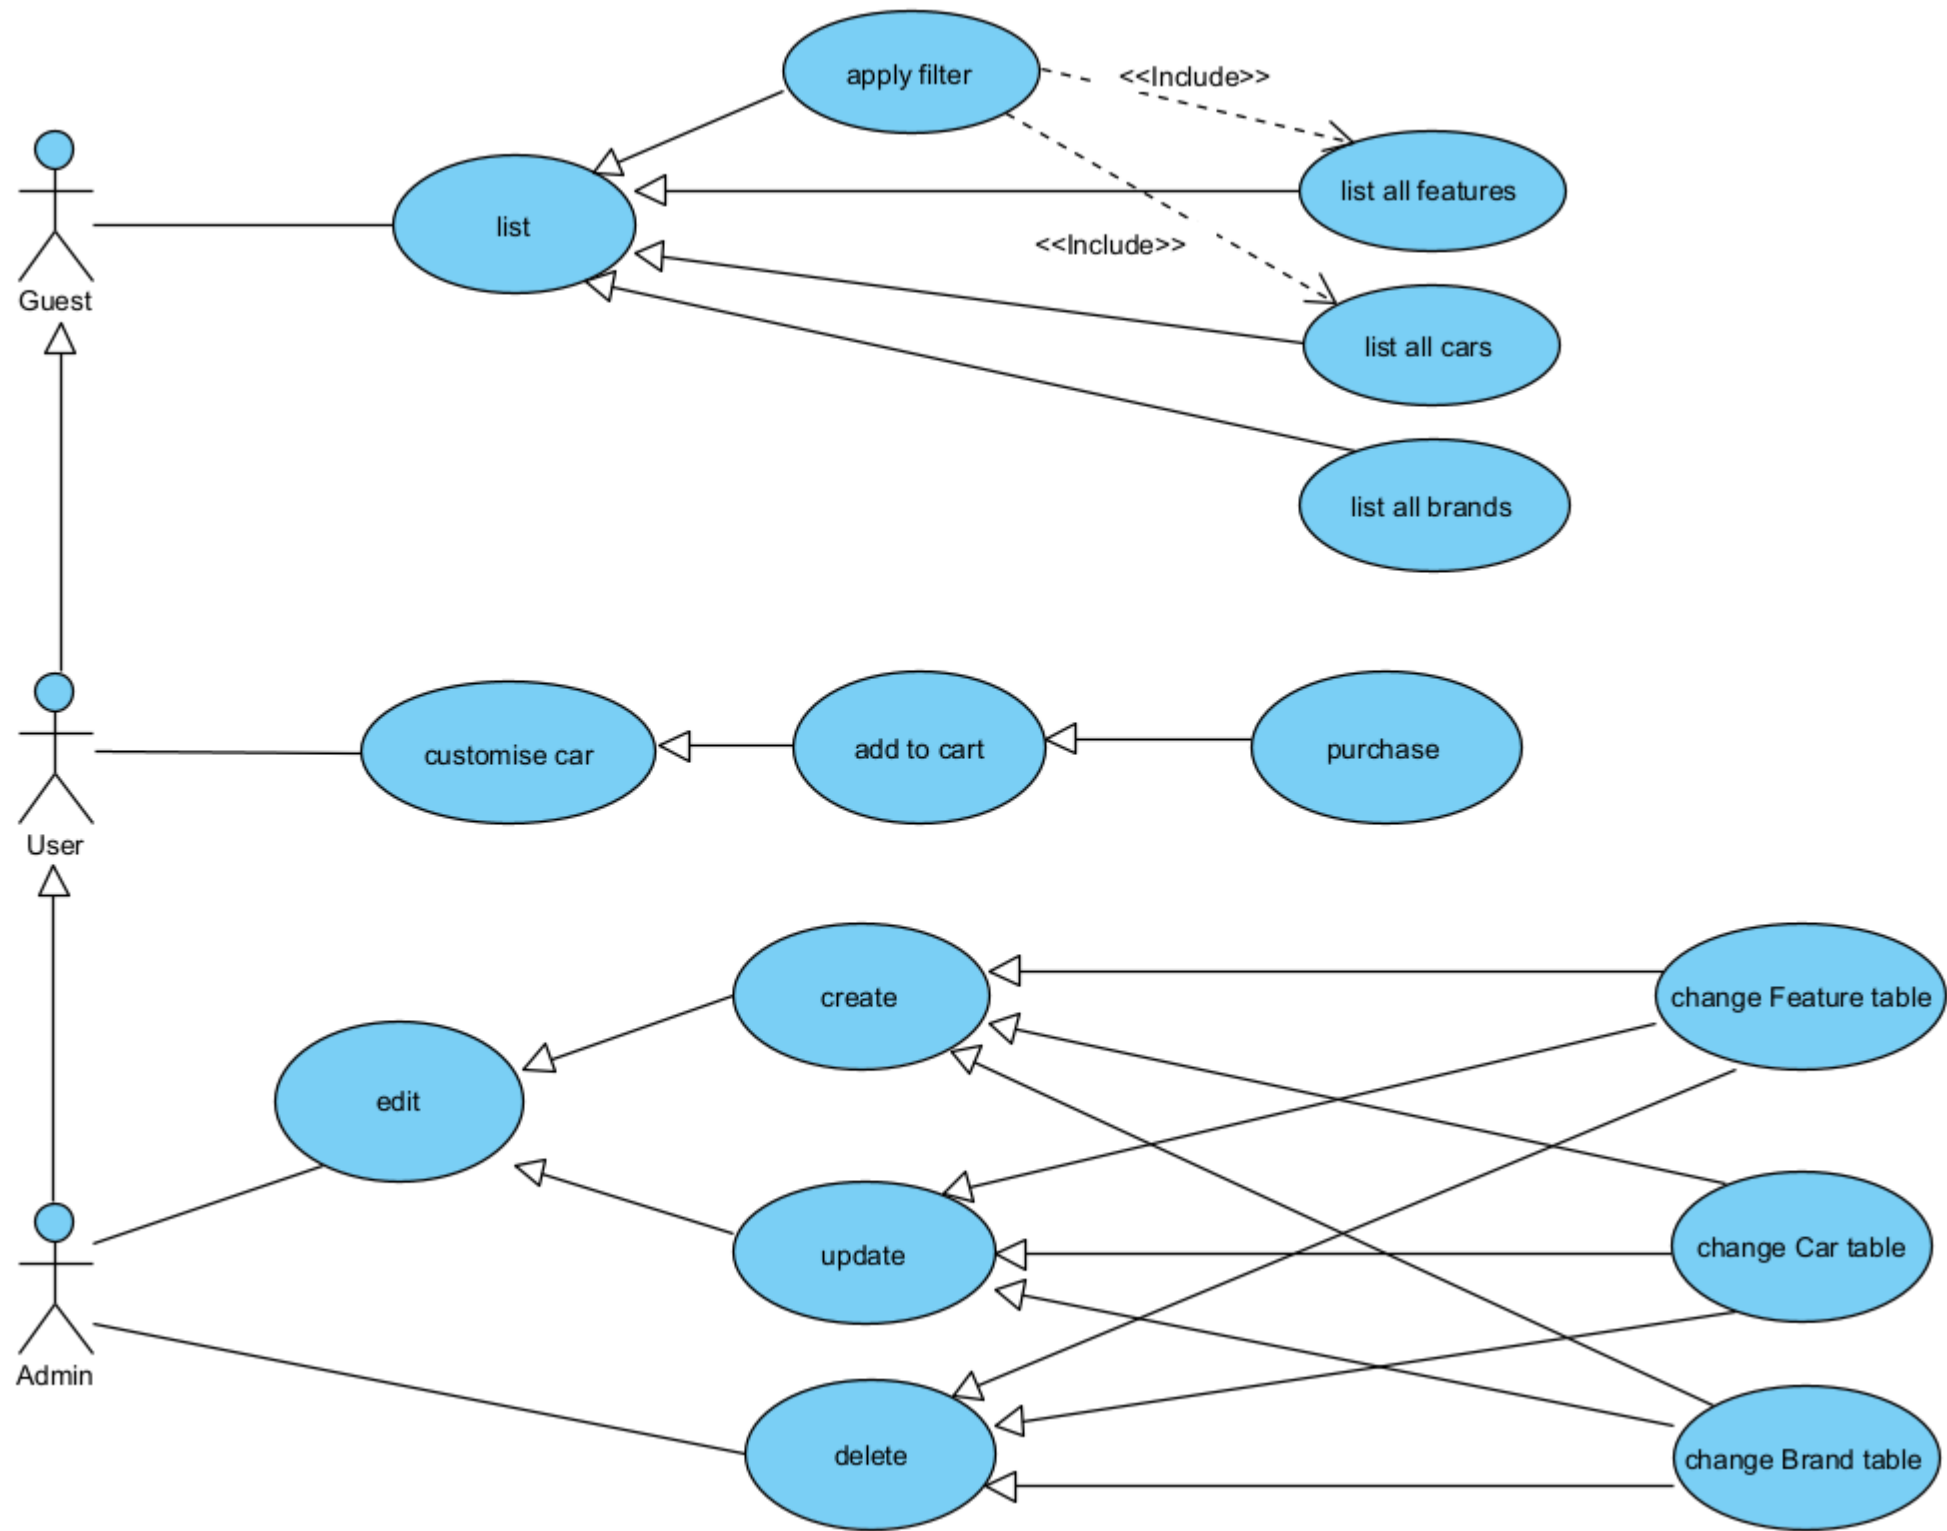 apply filter
<<Include>>
list all features
list
<<Include>>
Guest
list all cars
list all brands
customise car
add to cart
purchase
User
create
change Feature table
edit
update
change Car table
Admin
delete
change Brand table